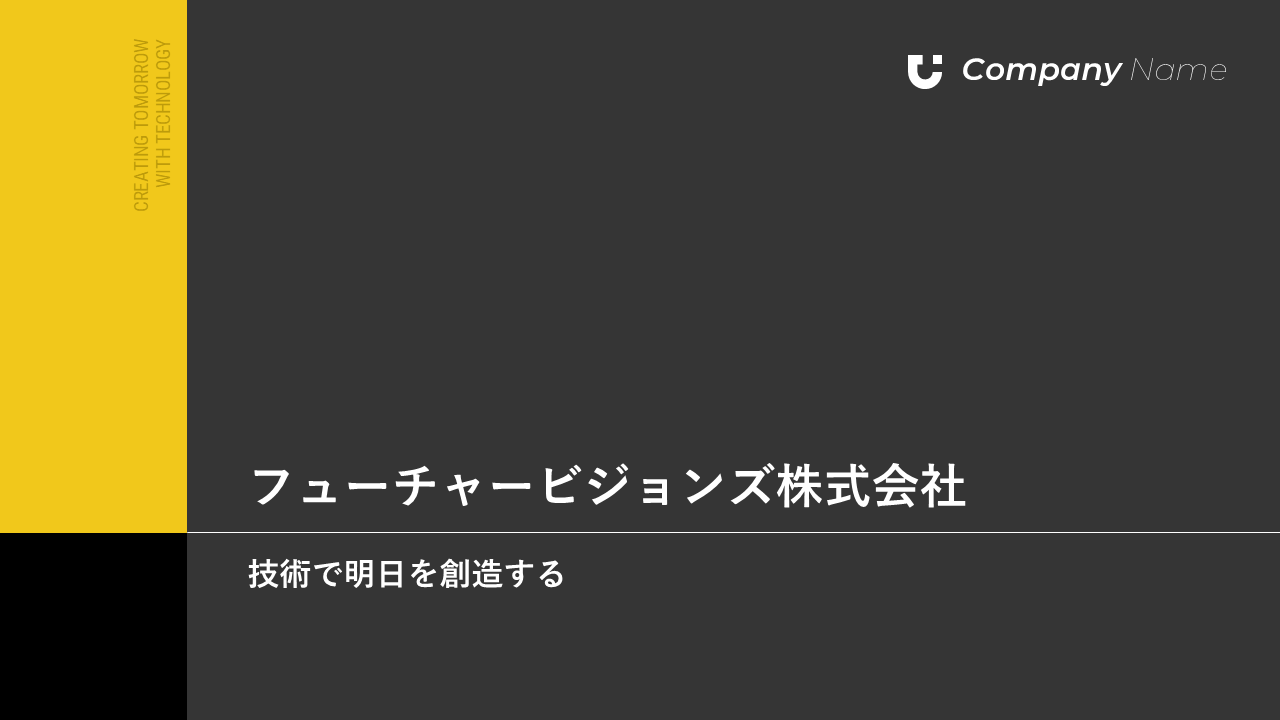 CREATING TOMORROW
WITH TECHNOLOGY
Company Name
フューチャービジョンズ株式会社
技術で明日を創造する